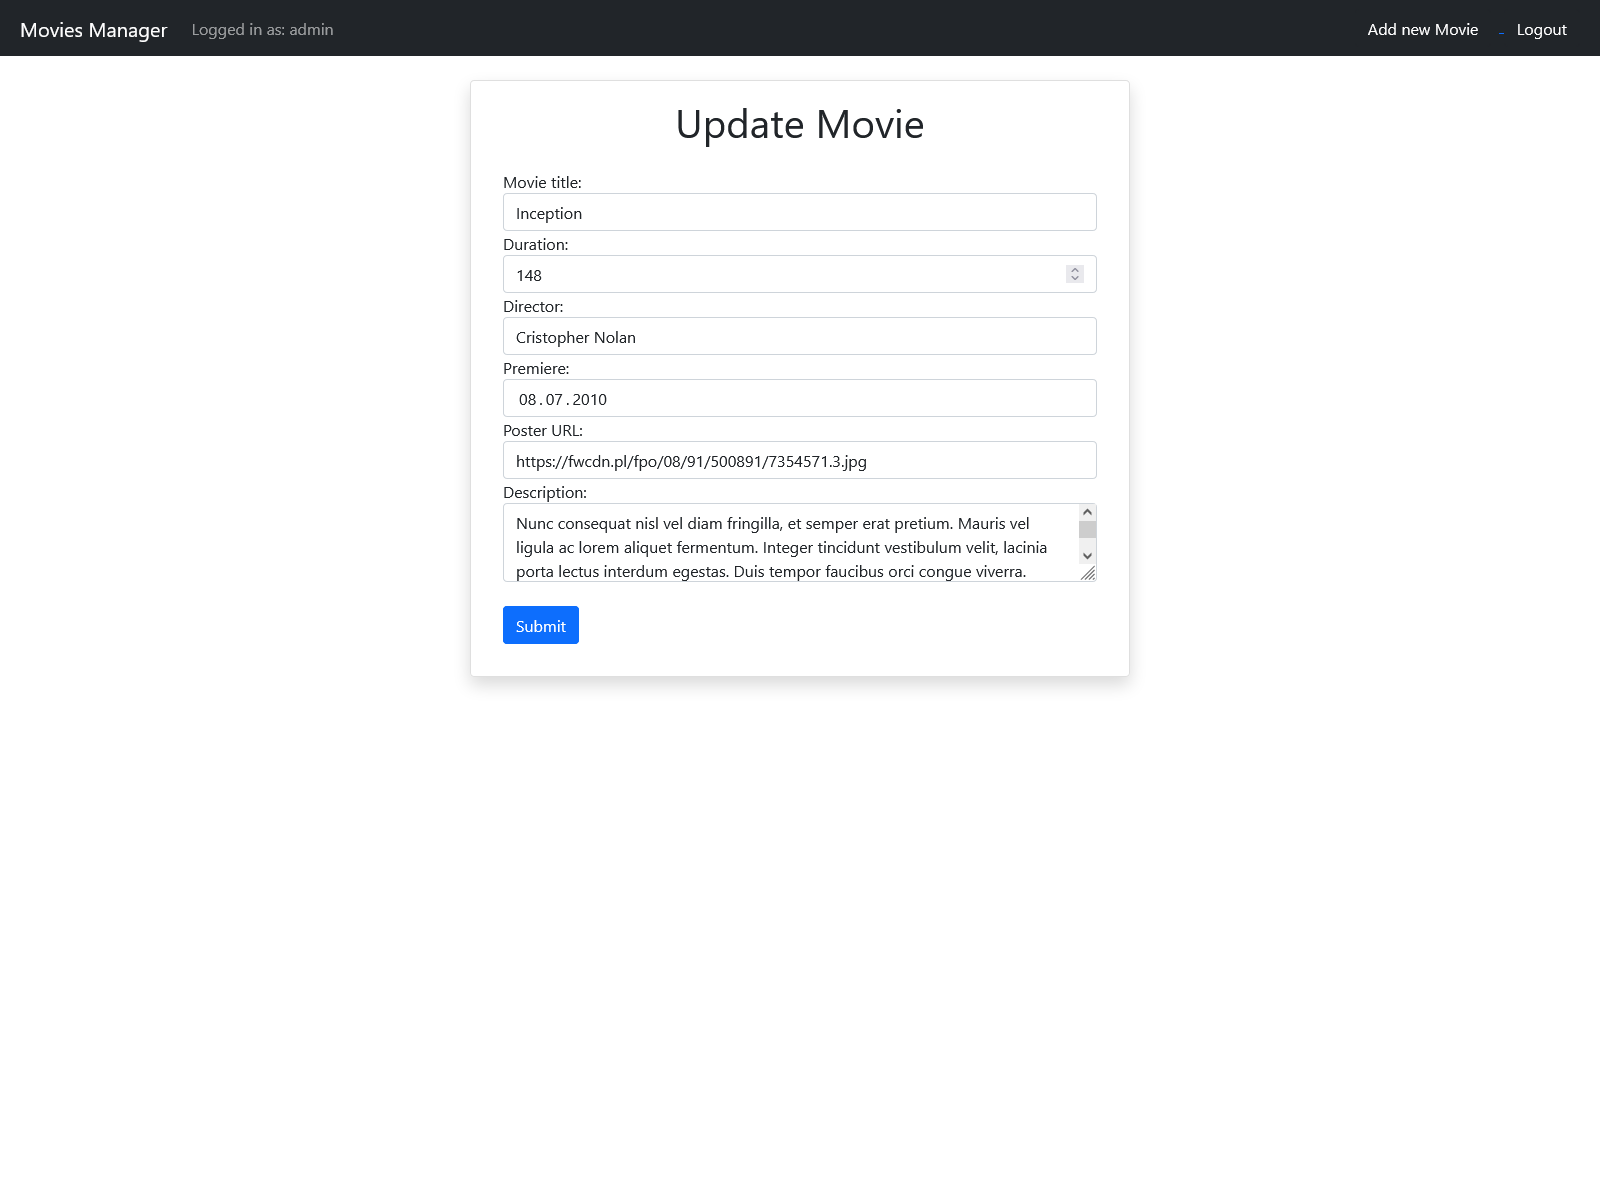 Movies Manager Logged in as: admin Add new Movie _ Logout
Update Movie
Movie title:
Inception
Duration:
148
Director:
Cristopher Nolan
Premiere:
08.07.2010
Poster URL:
https://fwcdn.pl/fpo/08/91/500891/7354571.3.jpg
Description:
Nunc consequat nisl vel diam fringilla, et semper erat pretium. Mauris vel
ligula ac lorem aliquet fermentum. Integer tincidunt vestibulum velit, lacinia
porta lectus interdum egestas. Duis tempor faucibus orci congue viverra.
Submit